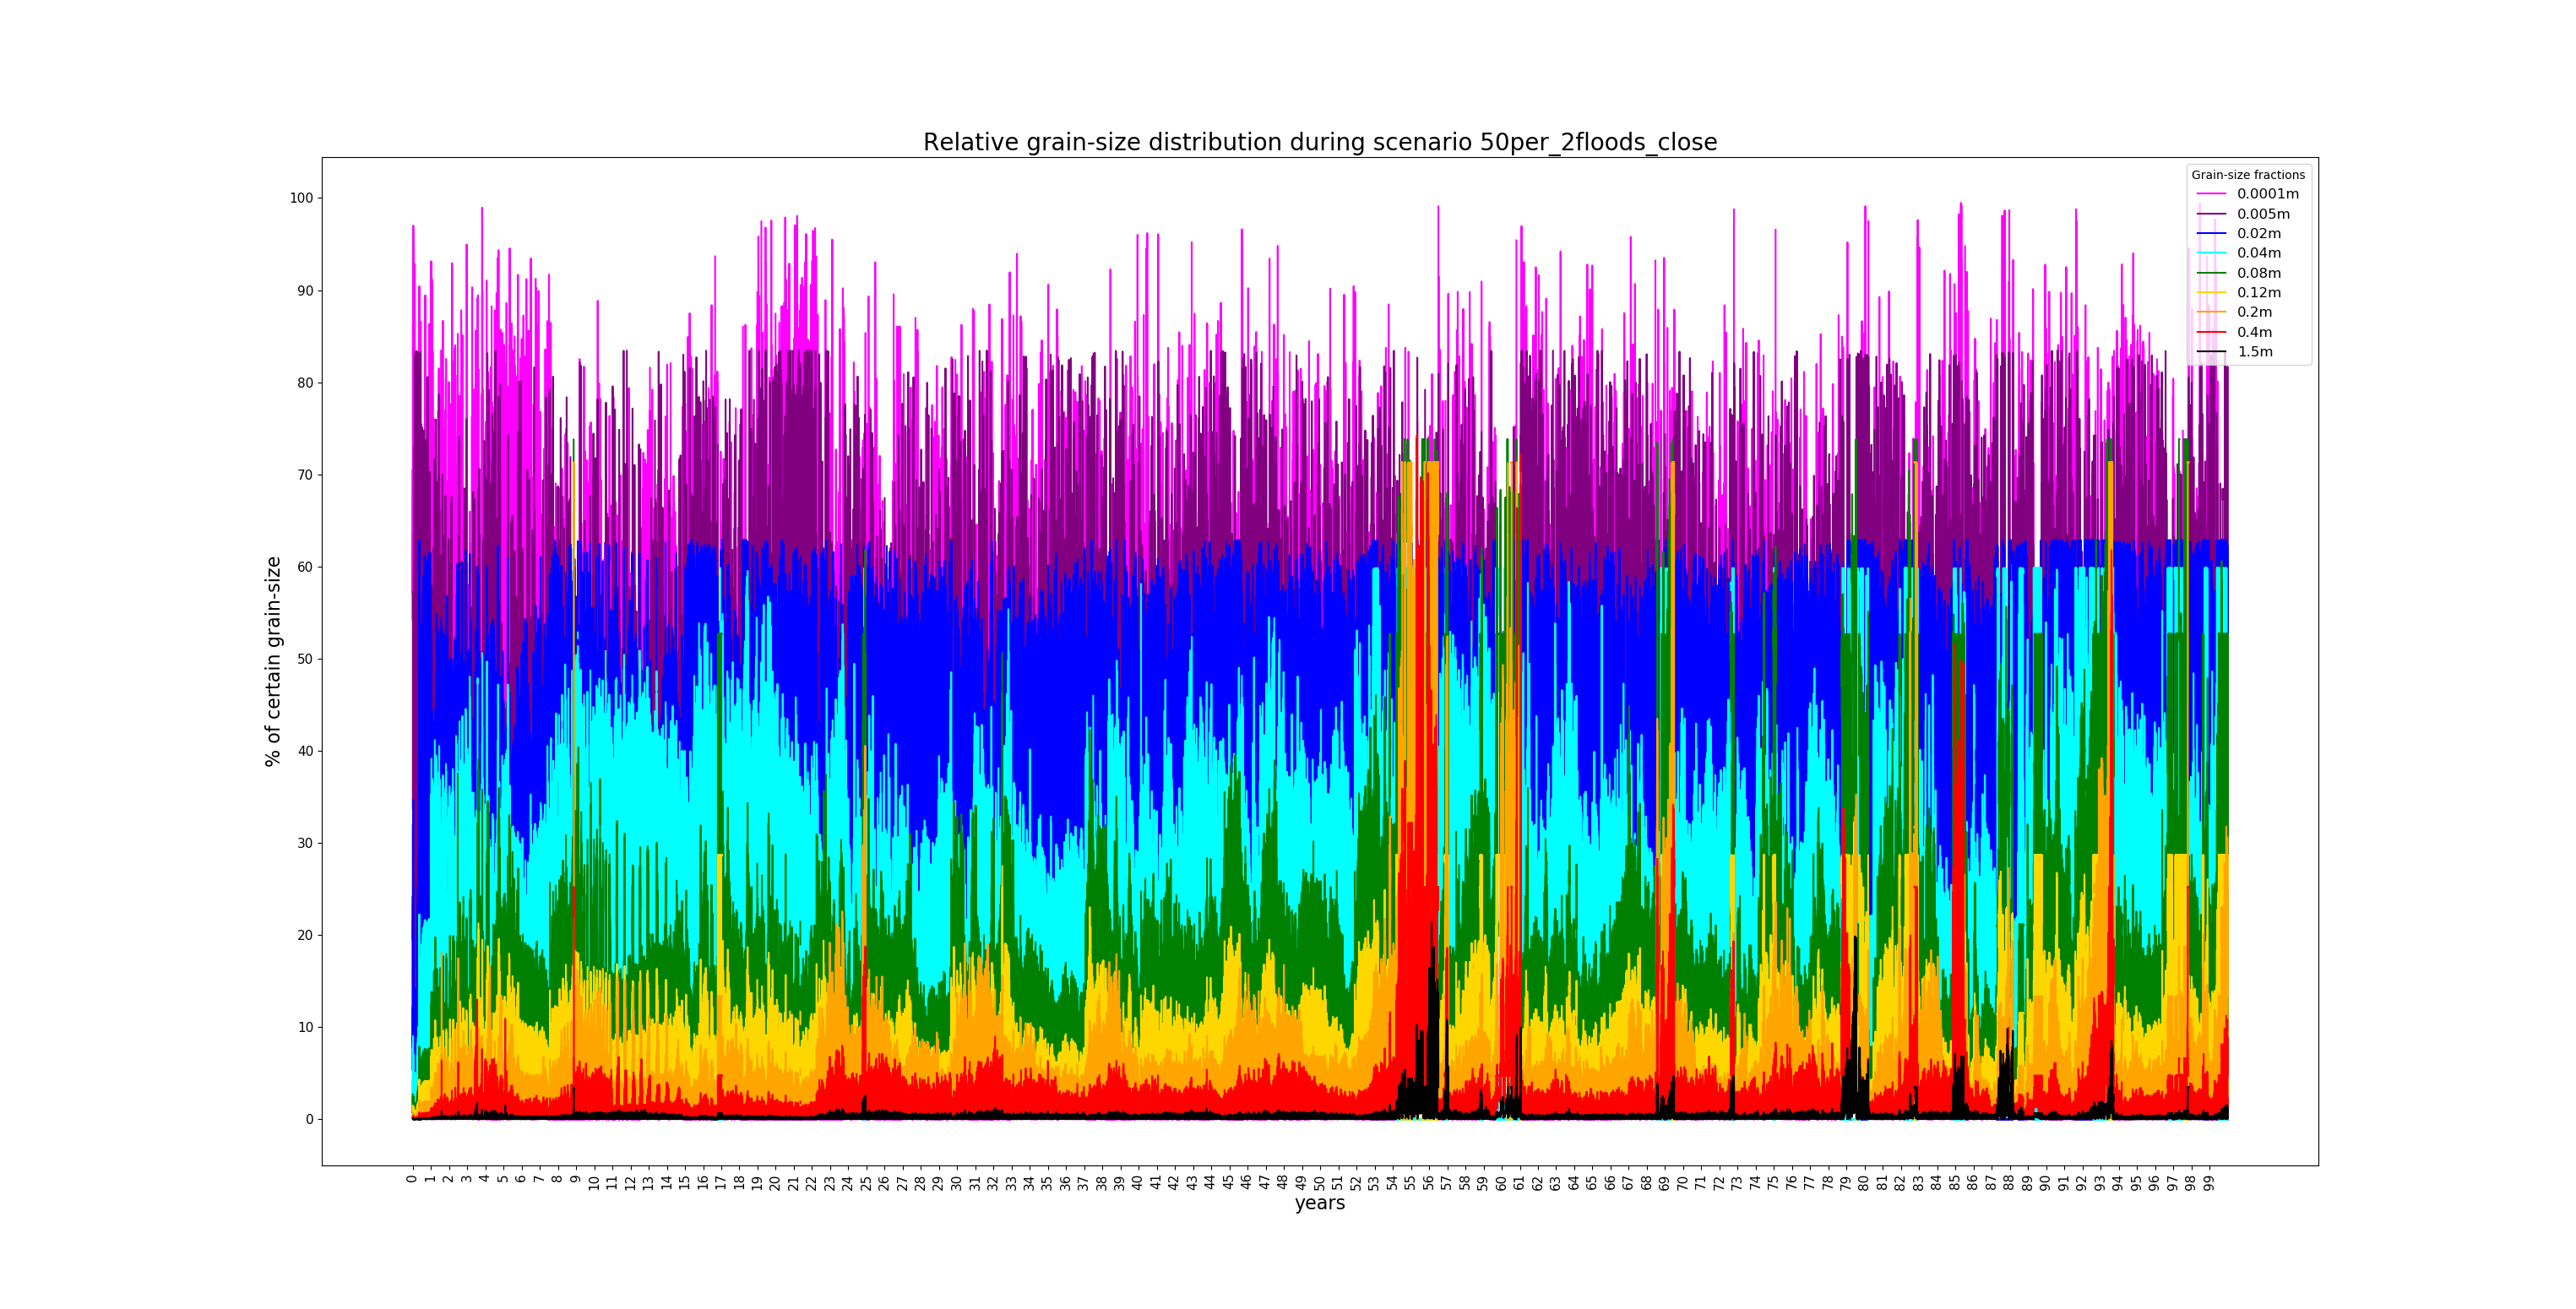 Relative grain-size distribution during scenario 50per_2floods_close
Grain-size fractions
0.0001m
0.005m
0.02m
0.04m
0.08m
0.12m
0.2m
0.4m
1.5m
% of certain grain-size
100
90
80
70
60
50
40
30
20
10
0
0 1 2 3 4 5 6 7 8 9 10 11 12 13 14 15 16 17 18 19 20 21 22 23 24 25 26 27 28 29 30 31 32 33 34 35 36 37 38 39 40 41 42 43 44 45 46 47 48 49 50 51 52 53 54 55 56 57 58 59 60 61 62 63 64 65 66 67 68 69 70 71 72 73 74 75 76 77 78 79 80 81 82 83 84 85 86 87 88 89 90 91 92 93 94 95 96 97 98 99
years